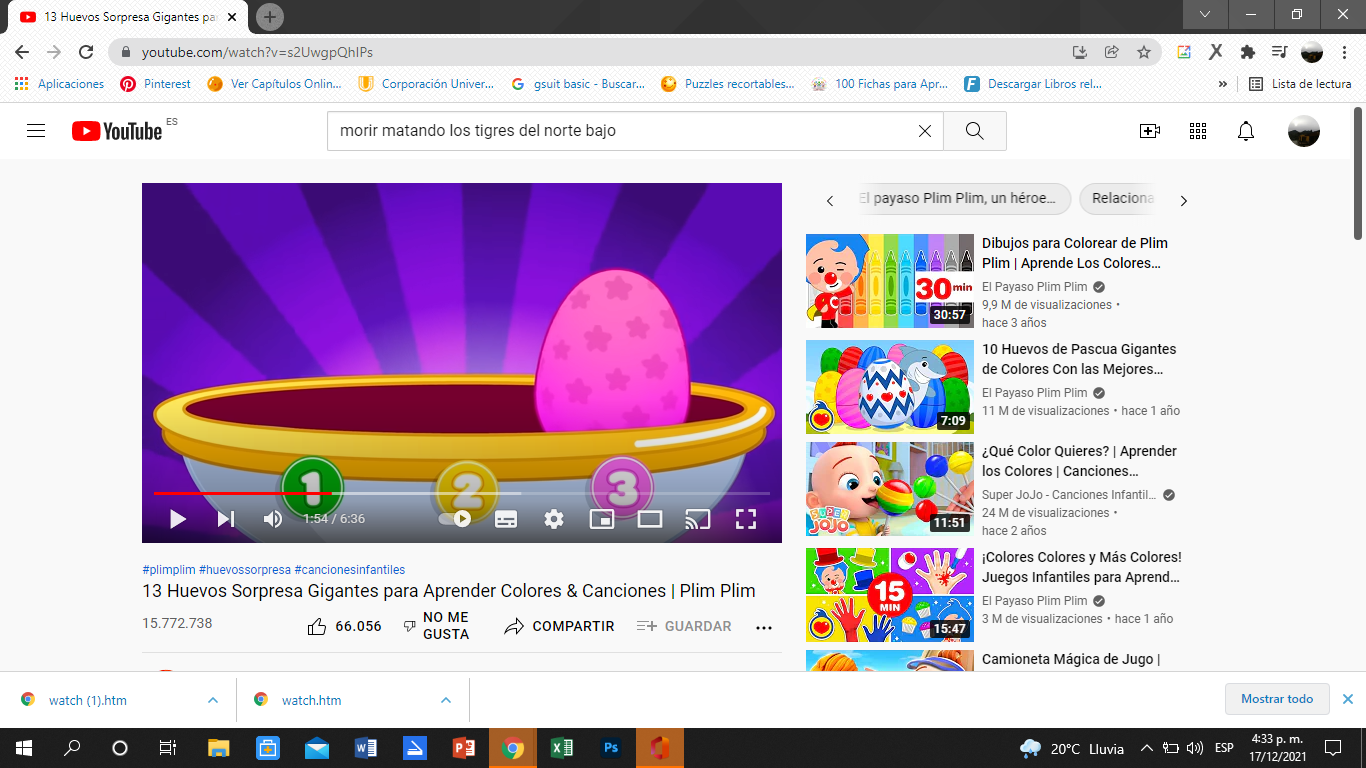 13 Huevos Sorpresa Gigantes pa
youtube.com/watch?v=s2UwgpQhIPs
Aplicaciones
Pinterest
Ver Capítulos Onlin...
Corporación Univer...
gsuit basic - Buscar...
Puzzles recortables...
100 Fichas para Apr...
Descargar Libros rel...
»
Lista de lectura
YouTube ES
morir matando los tigres del norte bajo
El payaso Plim Plim, un héroe...
Relaciona
1
2
3
1:54 / 6:36
#plimplim #huevossorpresa #cancionesinfantiles
13 Huevos Sorpresa Gigantes para Aprender Colores & Canciones | Plim Plim
15.772.738
66.056
NO ME
GUSTA
COMPARTIR
GUARDAR
30 min
30:57
Dibujos para Colorear de Plim
Plim | Aprende Los Colores...
El Payaso Plim Plim
9,9 M de visualizaciones •
hace 3 años
7:09
10 Huevos de Pascua Gigantes
de Colores Con las Mejores...
El Payaso Plim Plim
11 M de visualizaciones • hace 1 año
SUPER
JOJO
11:51
¿Qué Color Quieres? | Aprender
los Colores | Canciones...
Super JoJo - Canciones Infantil...
24 M de visualizaciones •
hace 2 años
15
MIN
15:47
¡Colores Colores y Más Colores!
Juegos Infantiles para Aprend...
El Payaso Plim Plim
3 M de visualizaciones • hace 1 año
Camioneta Mágica de Jugo |
watch (1).htm
watch.htm
Mostrar todo
20°C Lluvia
ESP
4:33 p. m.
17/12/2021